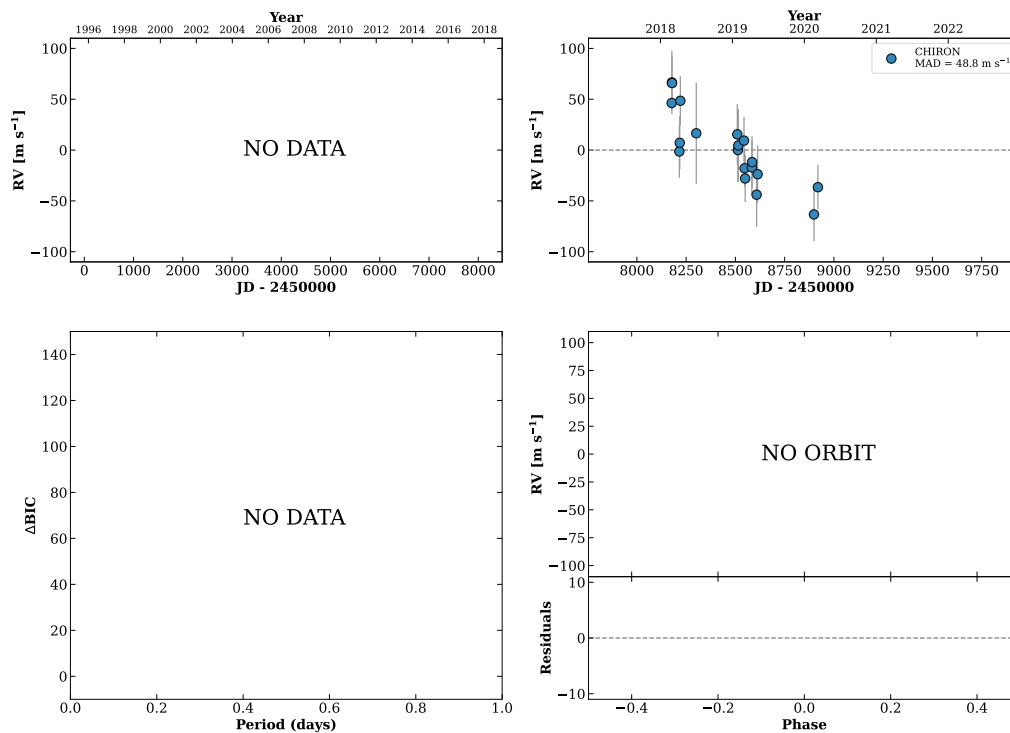 Year
1996 1998 2000 2002 2004 2006 2008 2010 2012 2014 2016 2018
100
50
0
−50
−100
RV [m s⁻¹]
NO DATA
0 1000 2000 3000 4000 5000 6000 7000 8000
JD - 2450000
Year
2018 2019 2020 2021 2022
100
50
0
−50
−100
RV [m s⁻¹]
CHIRON
MAD = 48.8 m s⁻¹
8000 8250 8500 8750 9000 9250 9500 9750
JD - 2450000
140
120
100
80
60
40
20
0
ΔBIC
NO DATA
0.0 0.2 0.4 0.6 0.8 1.0
Period (days)
100
75
50
25
0
−25
−50
−75
−100
RV [m s⁻¹]
NO ORBIT
10
0
−10
Residuals
−0.4 −0.2 0.0 0.2 0.4
Phase